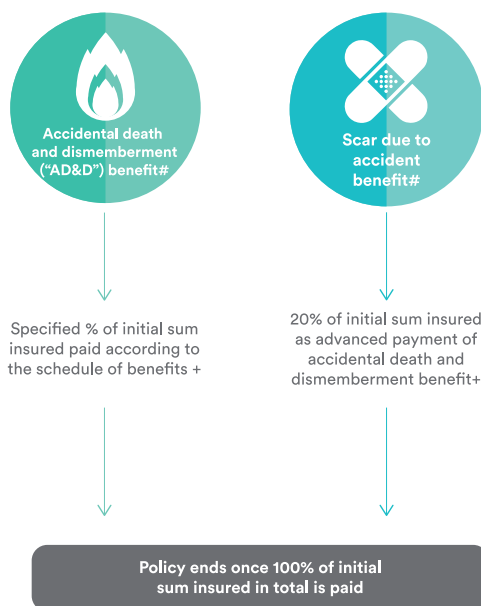 Accidental death
and dismemberment
(“AD&D”) benefit#
Scar due to
accident
benefit#
Specified % of initial sum
insured paid according to
the schedule of benefits +
20% of initial sum insured
as advanced payment of
accidental death and
dismemberment benefit+
Policy ends once 100% of initial
sum insured in total is paid